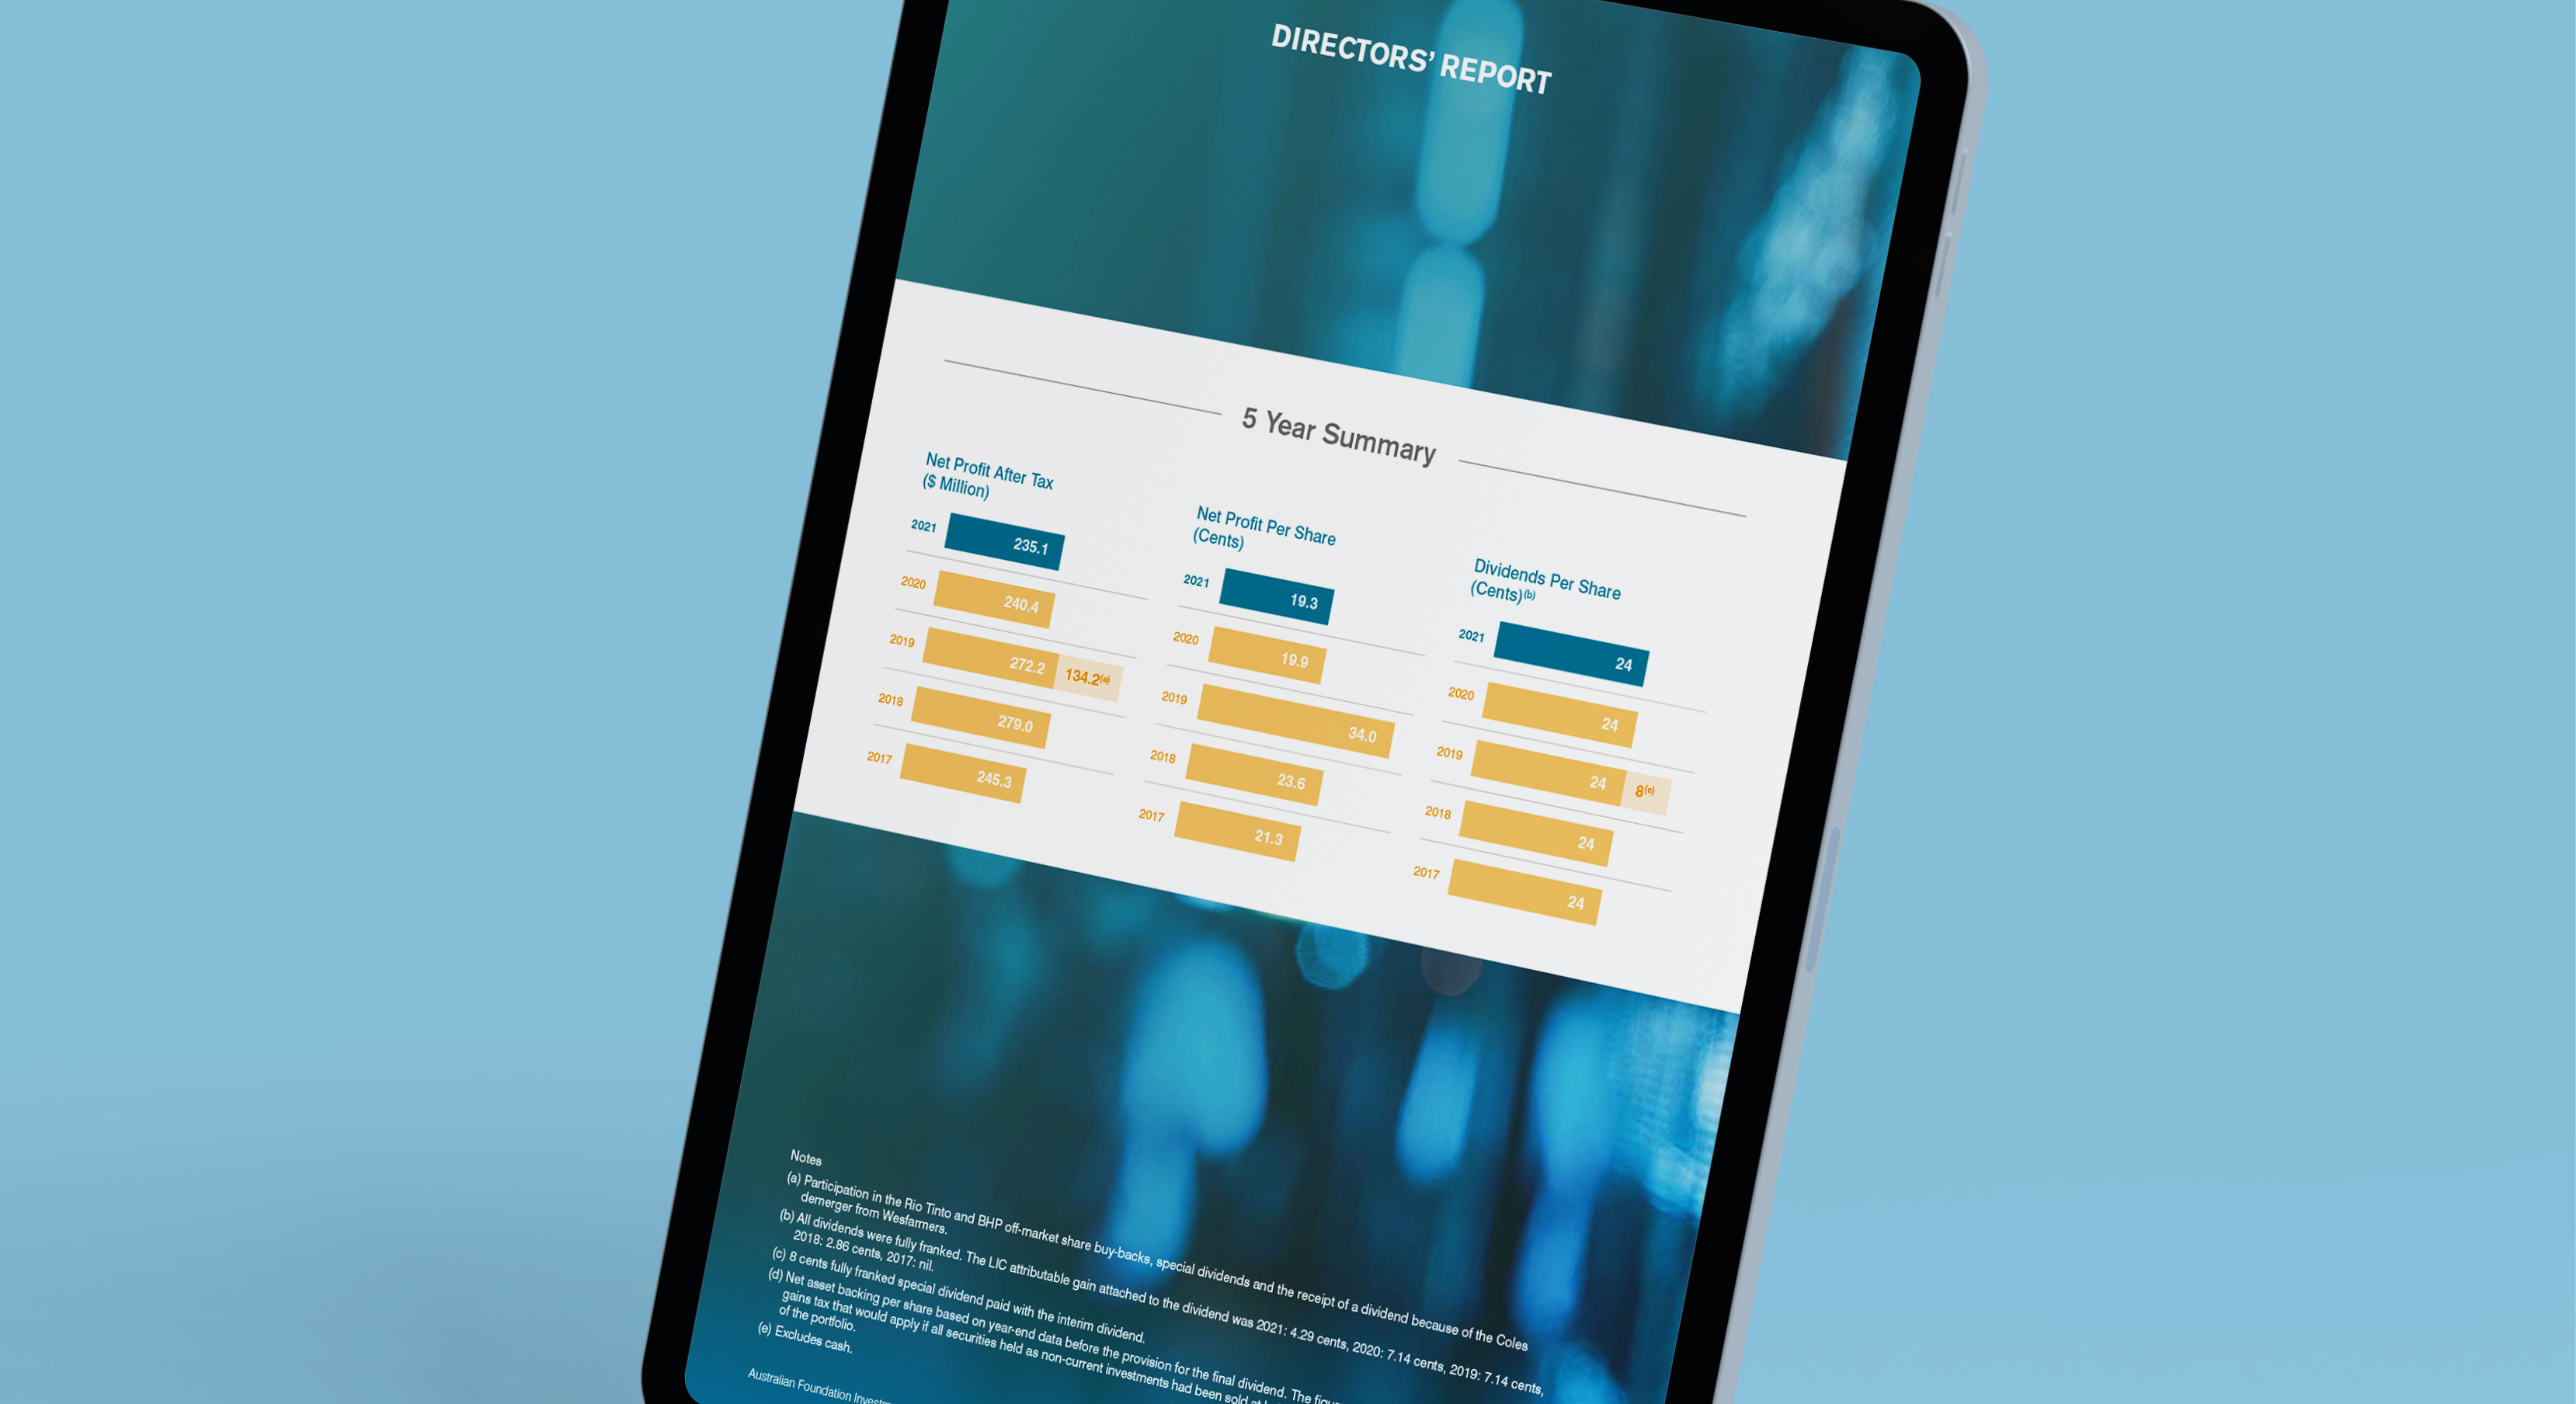 DIRECTORS' REPORT
5 Year Summary
Net Profit After Tax
($ Million)
2021 235.1
2020 240.4
2019 272.2 134.2(a)
2018 279.0
2017 245.3
Net Profit Per Share
(Cents)
2021 19.3
2020 19.9
2019 34.0
2018 23.6
2017 21.3
Dividends Per Share
(Cents)(b)
2021 24
2020 24
2019 24 8(c)
2018 24
2017 24
Notes
(a) Participation in the Rio Tinto and BHP off-market share buy-backs, special dividends and the receipt of a dividend because of the Coles
demerger from Wesfarmers.
(b) All dividends were fully franked. The LIC attributable gain attached to the dividend was 2021: 4.29 cents, 2020: 7.14 cents, 2019: 7.14 cents,
2018: 2.86 cents, 2017: nil.
(c) 8 cents fully franked special dividend paid with the interim dividend.
(d) Net asset backing per share based on year-end data before the provision for the final dividend. The
gains tax that would apply if all securities held as non-current investments had been sold
of the portfolio.
(e) Excludes cash.
Australian Foundation